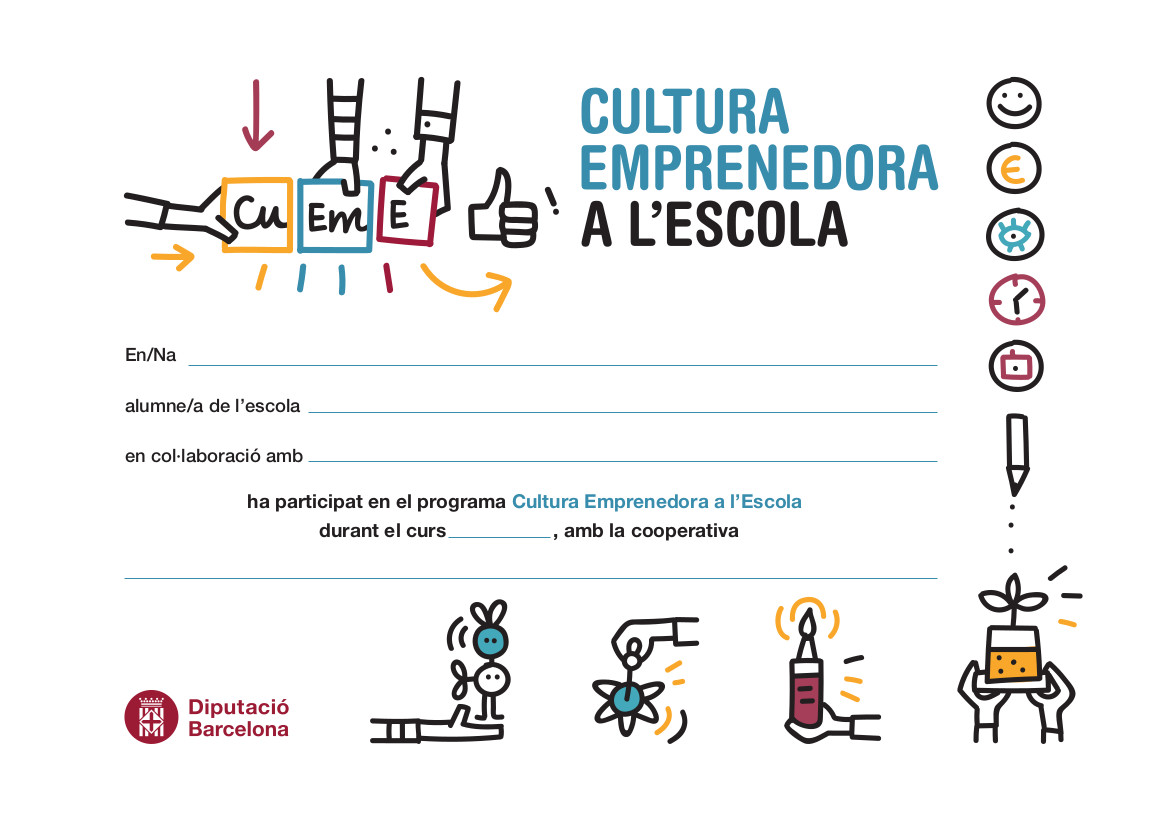 Cu Em E
CULTURA
EMPRENEDORA
A L’ESCOLA
En/Na
alumne/a de l’escola
en col·laboració amb
ha participat en el programa Cultura Emprenedora a l’Escola
durant el curs , amb la cooperativa
Diputació
Barcelona